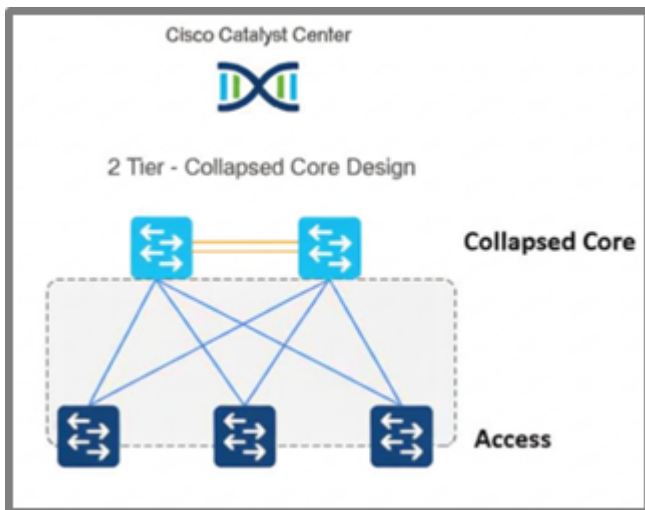 Cisco Catalyst Center
2 Tier - Collapsed Core Design
Collapsed Core
Access